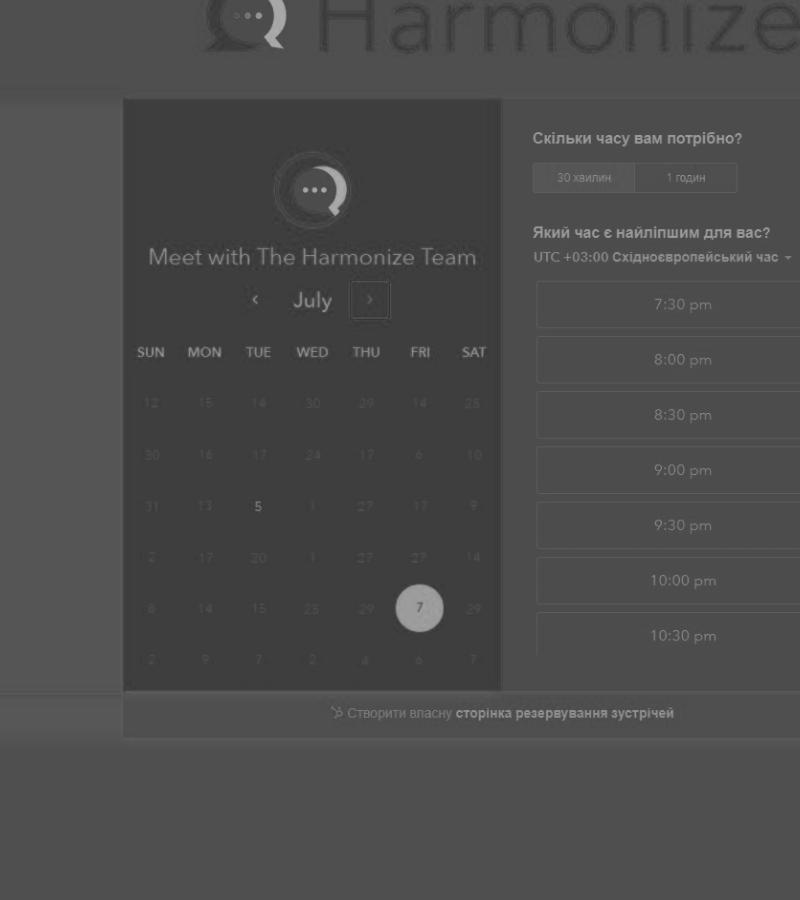 Harmonize
Meet with The Harmonize Team
July
SUN MON TUE WED THU FRI SAT
12 15 14 30 29 14 25
30 16 17 24 17 6 10
31 13 5 1 27 17 9
2 17 20 1 27 27 14
8 14 15 23 29 7 29
2 9 7 2 4 6 7
Скільки часу вам потрібно?
30 хвилин 1 годин
Який час є найліпшим для вас?
UTC +03:00 Східноєвропейський час
7:30 pm
8:00 pm
8:30 pm
9:00 pm
9:30 pm
10:00 pm
10:30 pm
Створити власну сторінка резервування зустрічей